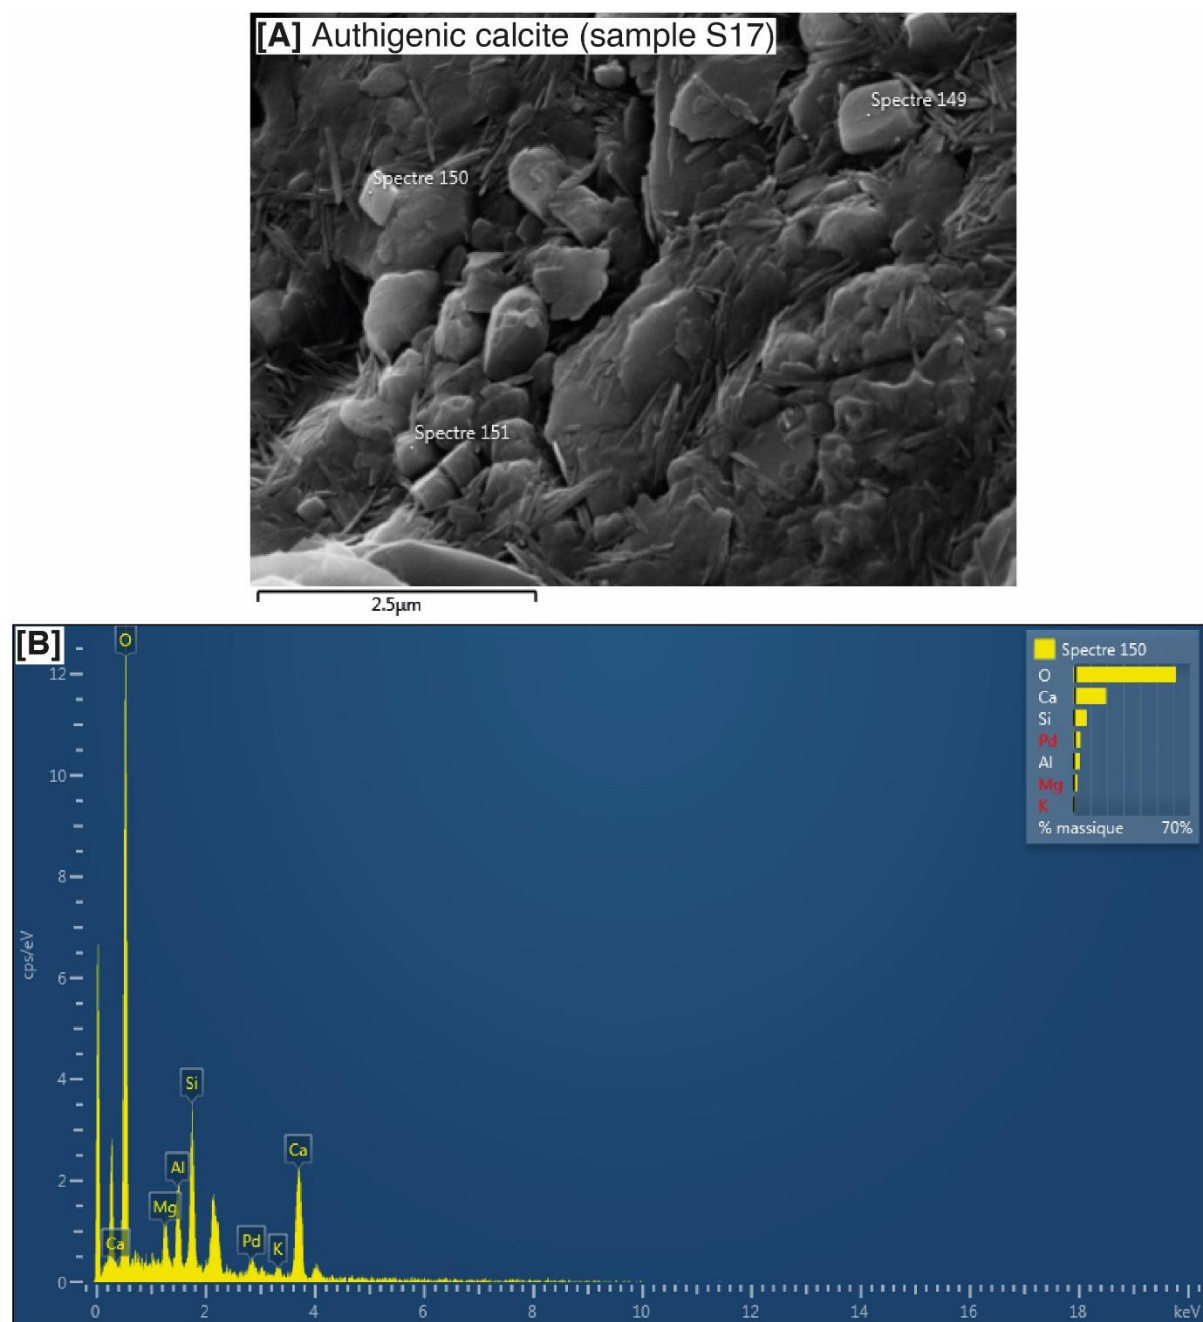 [A] Authigenic calcite (sample S17)
Spectre 149
Spectre 150
Spectre 151
2.5µm
[B]
O
Spectre 150
O
Ca
Si
Pd
Al
Mg
K
% massique 70%
12
10
8
6
4
2
0
cps/eV
Si
Ca
Al
Mg
Ca
Pd
K
0 2 4 6 8 10 12 14 16 18 keV